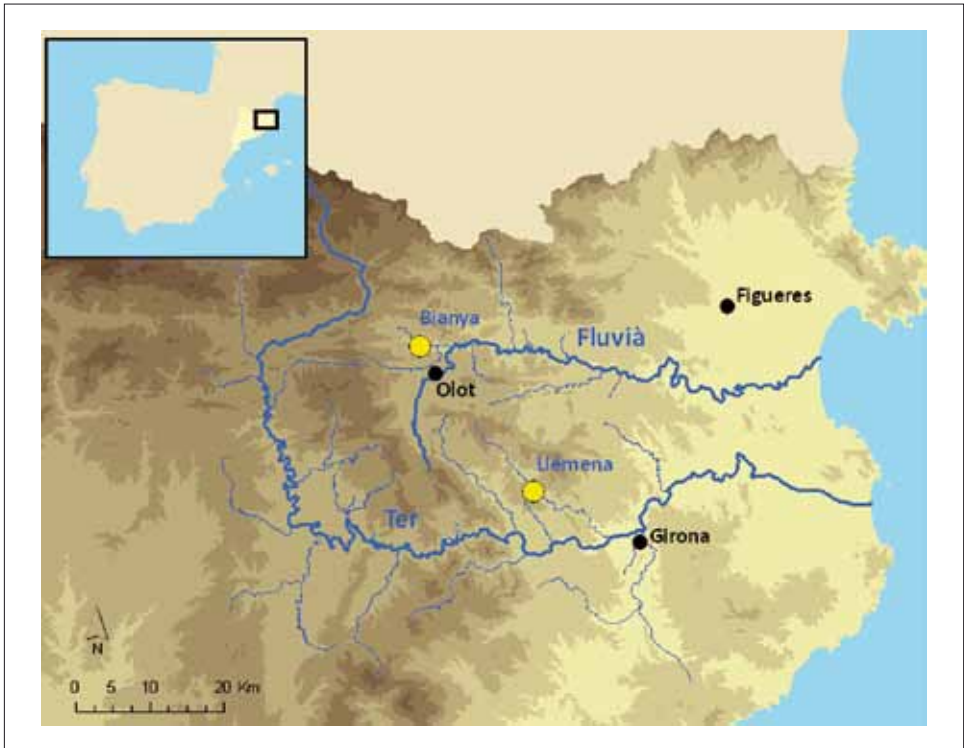 Figueres
Bianya
Fluvià
Olot
Llémena
Ter
Girona
N
0 5 10 20 Km